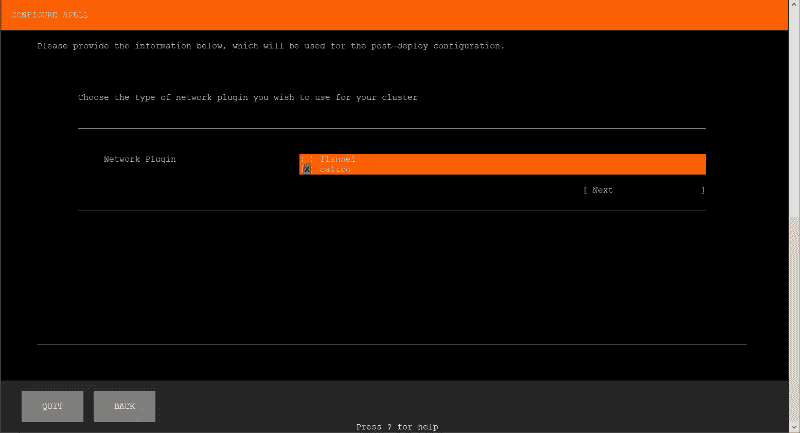 CONFIGURE SPELL
Please provide the information below, which will be used for the post-deploy configuration.
Choose the type of network plugin you wish to use for your cluster
Network Plugin
( ) flannel
(X) calico
[ Next ]
QUIT
BACK
Press ? for help